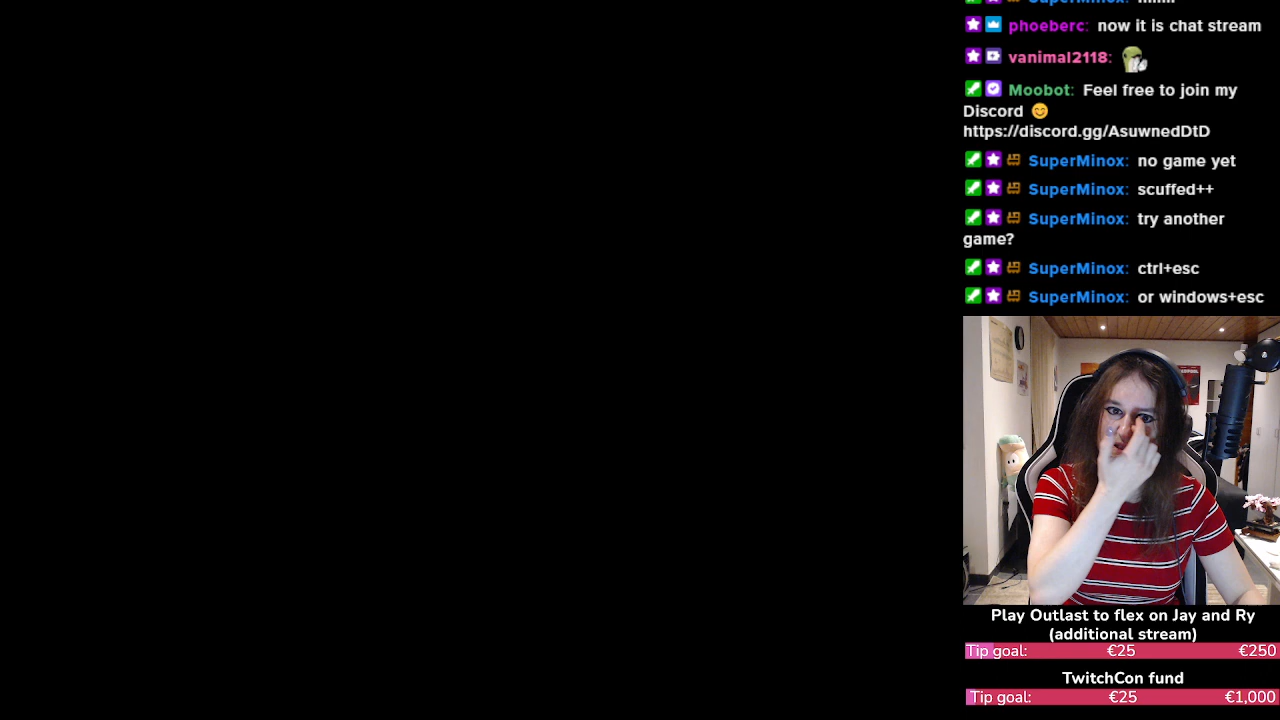 phoeberc: now it is chat stream
vanimal2118:
Moobot: Feel free to join my
Discord 😊
https://discord.gg/AsuwnedDtD
SuperMinox: no game yet
SuperMinox: scuffed++
SuperMinox: try another
game?
SuperMinox: ctrl+esc
SuperMinox: or windows+esc
Play Outlast to flex on Jay and Ry
(additional stream)
Tip goal: €25 €250
TwitchCon fund
Tip goal: €25 €1,000